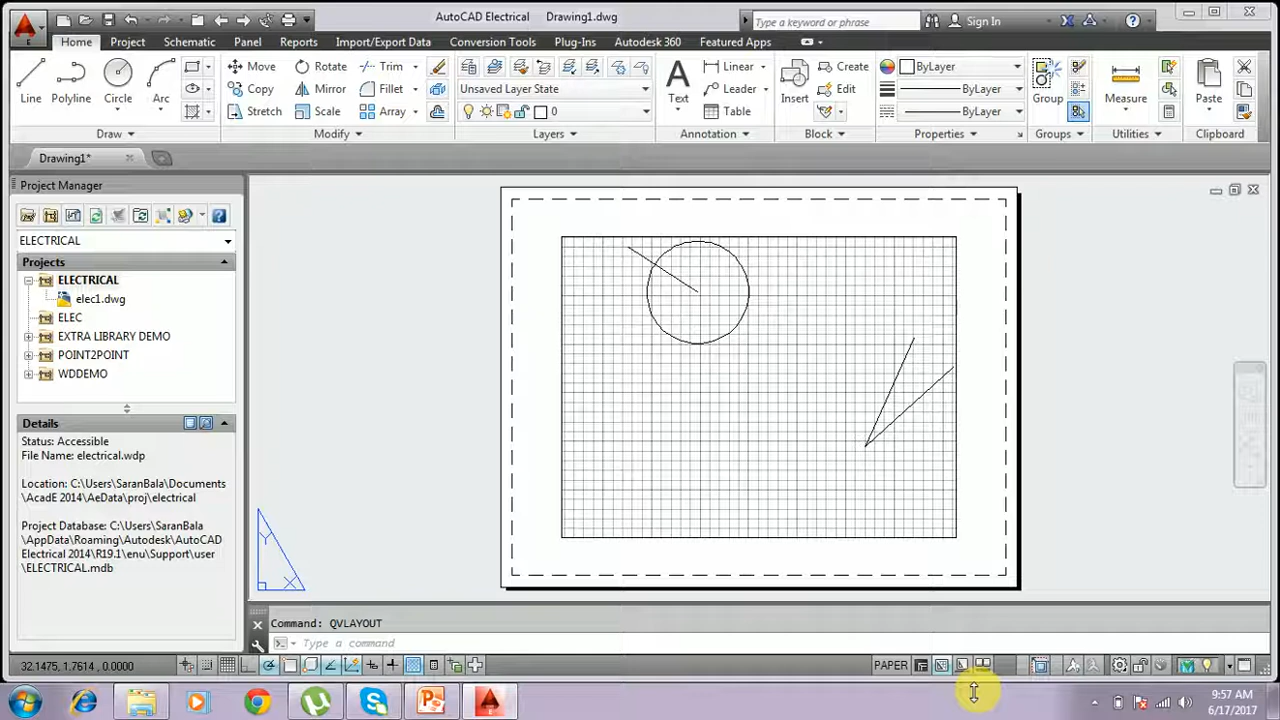 AutoCAD Electrical Drawing1.dwg
Type a keyword or phrase
Sign In
Home Project Schematic Panel Reports Import/Export Data Conversion Tools Plug-Ins Autodesk 360 Featured Apps
Line Polyline Circle Arc
Move Rotate Trim
Copy Mirror Fillet
Stretch Scale Array
Unsaved Layer State
0
Text
Linear
Leader
Table
Insert
Create
Edit
ByLayer
ByLayer
ByLayer
Group
Measure
Paste
Draw Modify Layers Annotation Block Properties Groups Utilities Clipboard
Drawing1*
Project Manager
ELECTRICAL
Projects
ELECTRICAL
elec1.dwg
ELEC
EXTRA LIBRARY DEMO
POINT2POINT
WDDEMO
Details
Status: Accessible
File Name: electrical.wdp
Location: C:\Users\SaranBala\Documents
\AcadE 2014\AeData\proj\electrical
Project Database: C:\Users\SaranBala
\AppData\Roaming\Autodesk\AutoCAD
Electrical 2014\R19.1\enu\Support\user
\ELECTRICAL.mdb
Y
X
Command: QVLAYOUT
Type a command
32.1475, 1.7614, 0.0000
PAPER
9:57 AM
6/17/2017